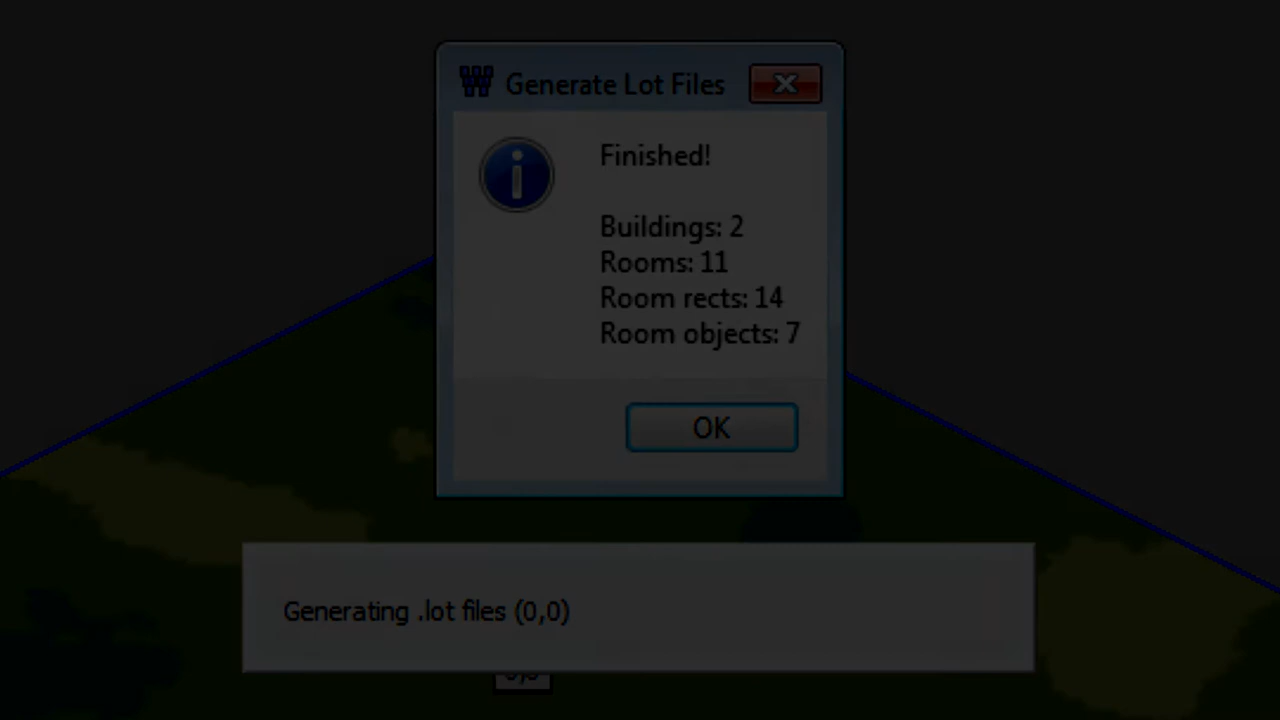 Generate Lot Files
Finished!
Buildings: 2
Rooms: 11
Room rects: 14
Room objects: 7
OK
Generating .lot files (0,0)